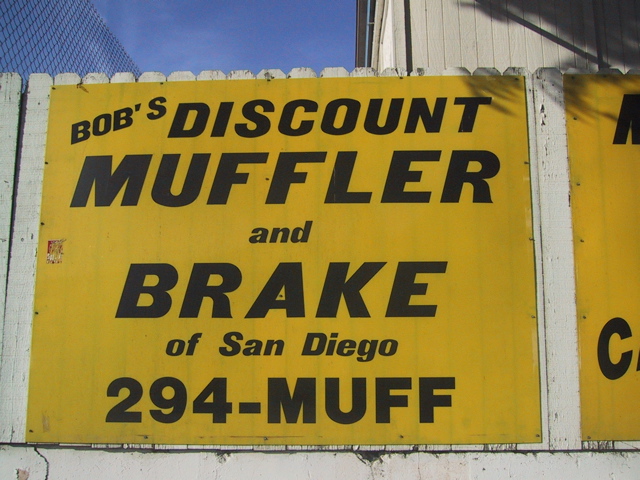 BOB'S DISCOUNT
MUFFLER
and
BRAKE
of San Diego
294-MUFF